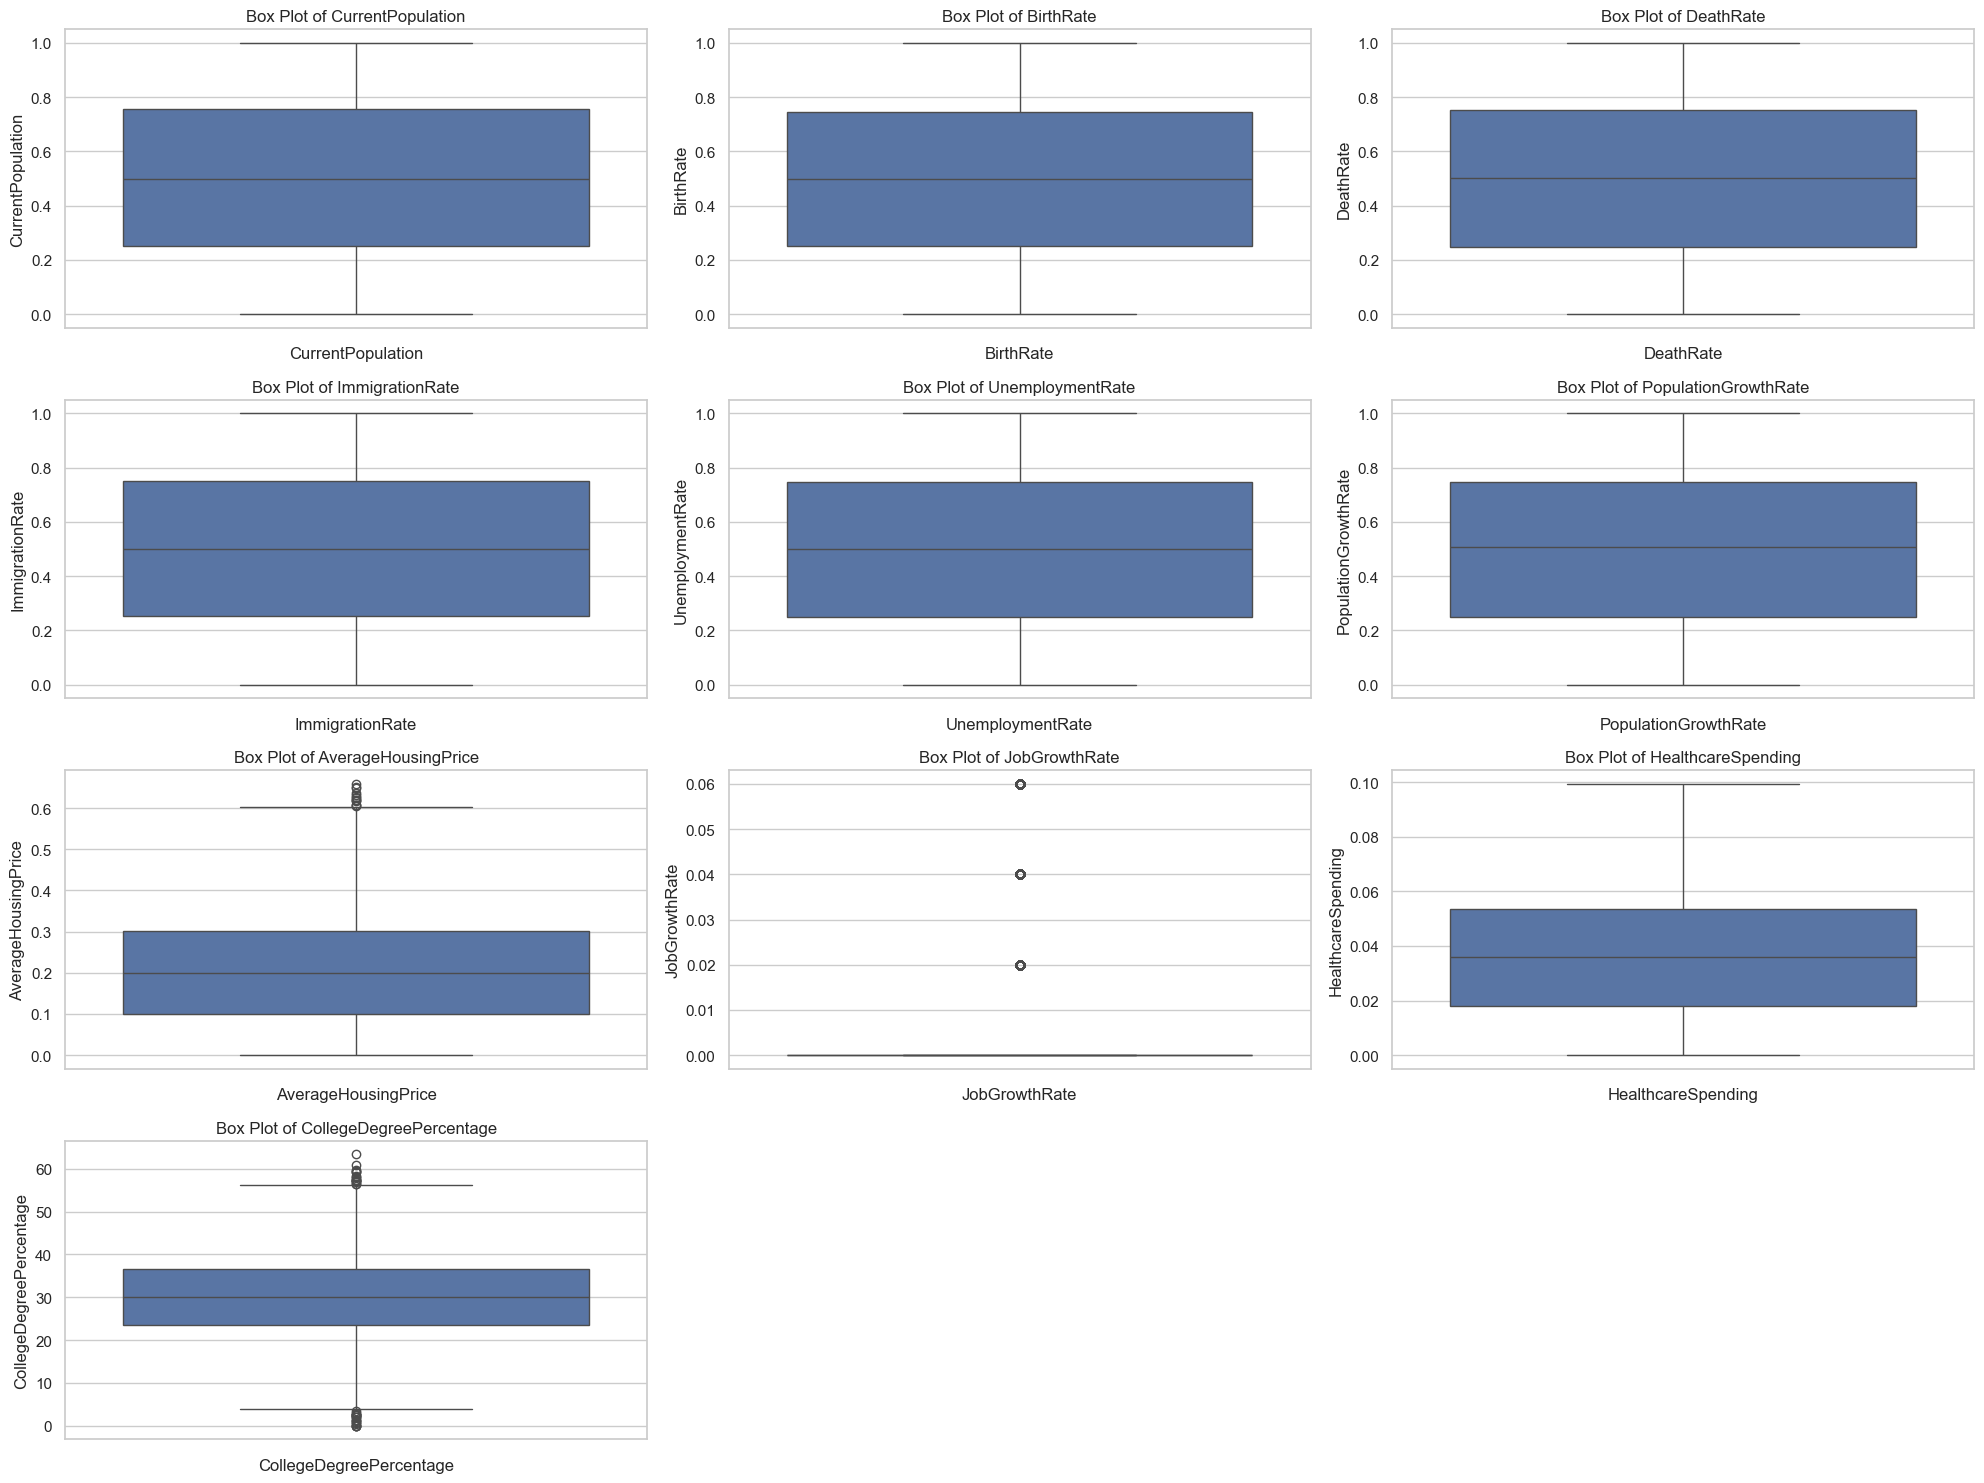 Box Plot of CurrentPopulation
CurrentPopulation
1.0
0.8
0.6
0.4
0.2
0.0
CurrentPopulation
Box Plot of BirthRate
BirthRate
1.0
0.8
0.6
0.4
0.2
0.0
BirthRate
Box Plot of DeathRate
DeathRate
1.0
0.8
0.6
0.4
0.2
0.0
DeathRate
Box Plot of ImmigrationRate
ImmigrationRate
1.0
0.8
0.6
0.4
0.2
0.0
ImmigrationRate
Box Plot of UnemploymentRate
UnemploymentRate
1.0
0.8
0.6
0.4
0.2
0.0
UnemploymentRate
Box Plot of PopulationGrowthRate
PopulationGrowthRate
1.0
0.8
0.6
0.4
0.2
0.0
PopulationGrowthRate
Box Plot of AverageHousingPrice
AverageHousingPrice
0.6
0.5
0.4
0.3
0.2
0.1
0.0
AverageHousingPrice
Box Plot of JobGrowthRate
JobGrowthRate
0.06
0.05
0.04
0.03
0.02
0.01
0.00
JobGrowthRate
Box Plot of HealthcareSpending
HealthcareSpending
0.10
0.08
0.06
0.04
0.02
0.00
HealthcareSpending
Box Plot of CollegeDegreePercentage
CollegeDegreePercentage
60
50
40
30
20
10
0
CollegeDegreePercentage